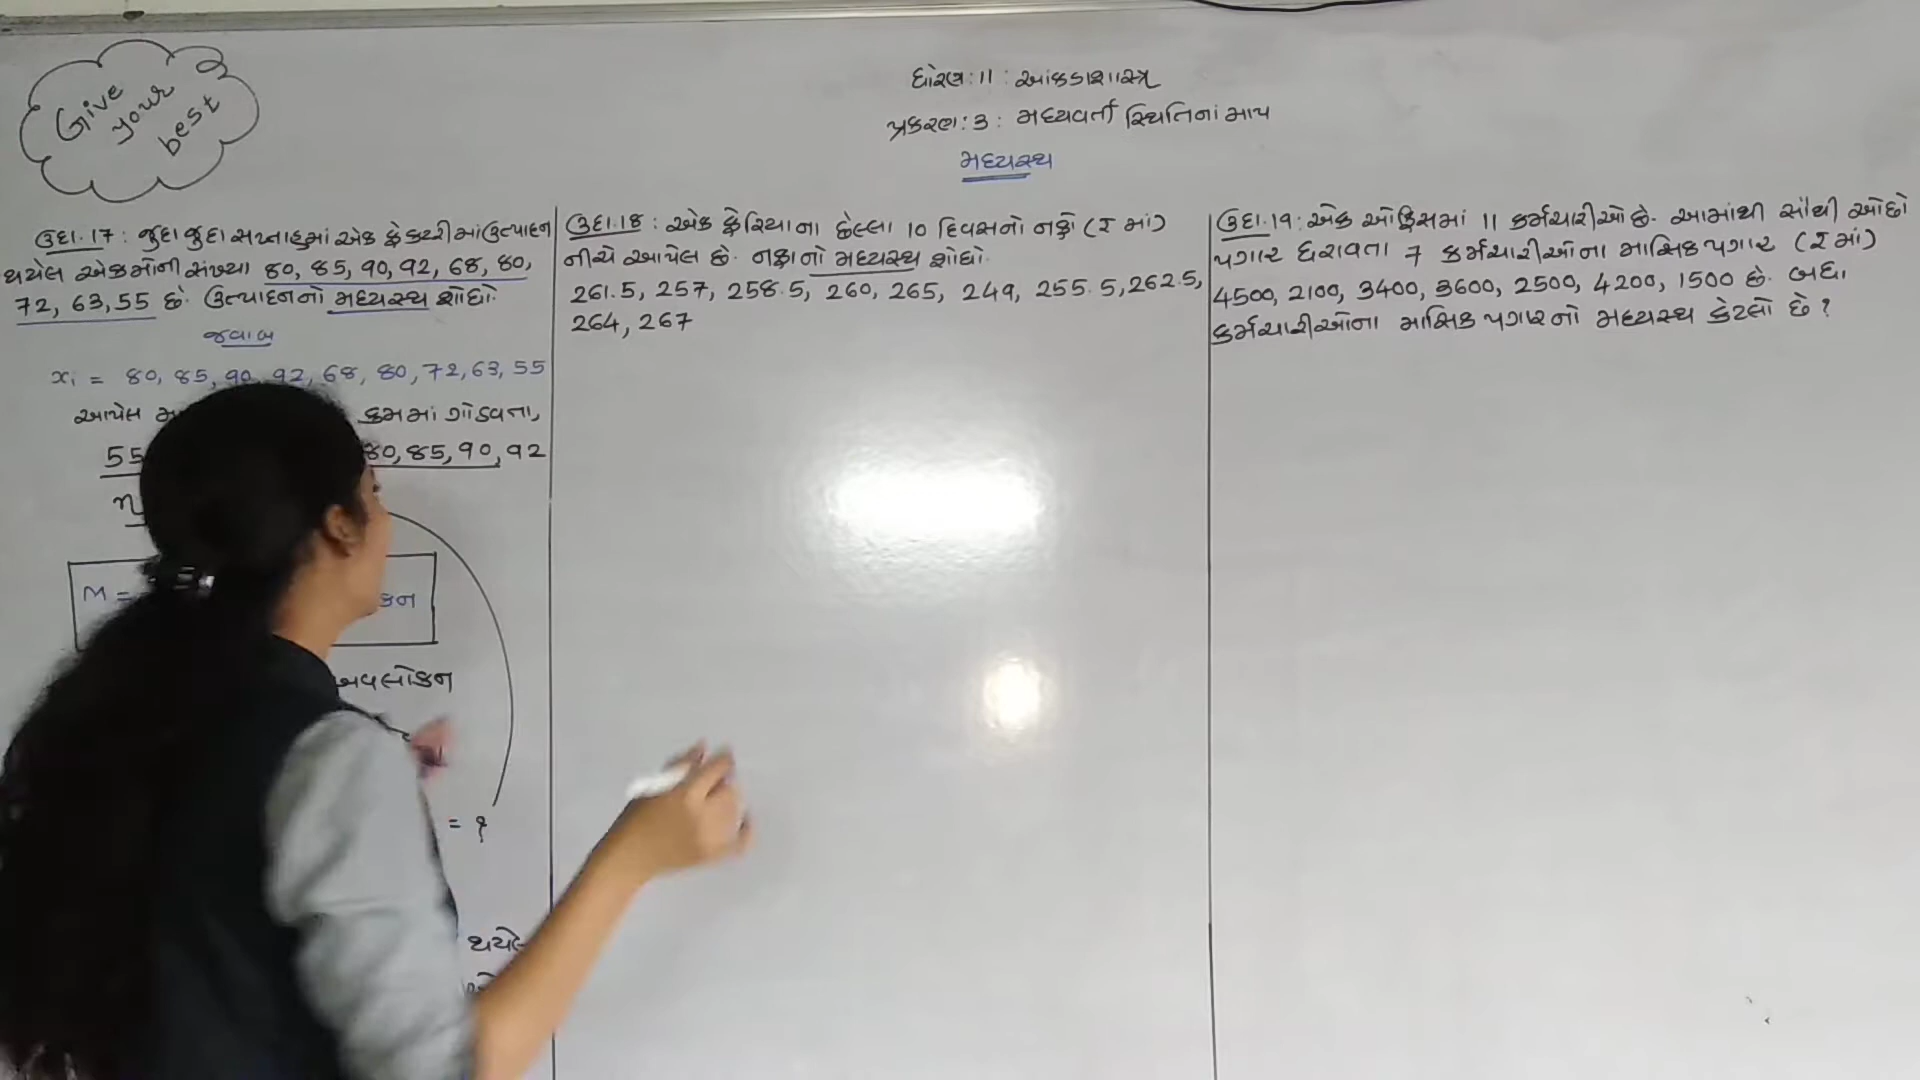 Give
your
best
ધોરણ : 11 : આંકડાશાસ્ત્ર
પ્રકરણ : 3 : મધ્યવર્તી સ્થિતિનાં માપ
મધ્યસ્થ
ઉદા. 17 : જુદા જુદા સપ્તાહમાં એક ફેક્ટરીમાં ઉત્પાદન
થયેલ એકમોની સંખ્યા 80, 85, 90, 92, 68, 80,
72, 63, 55 છે. ઉત્પાદનનો મધ્યસ્થ શોધો.
જવાબ
xi = 80, 85, 90, 92, 68, 80, 72, 63, 55
આપેલ ક્રમમાં ગોઠવતા,
55 80, 85, 90, 92
n
M =
અવલોકન
= ?
થયેલ
ઉદા. 18 : એક ફેરિયાના છેલ્લા 10 દિવસનો નફો (₹ માં)
નીચે આપેલ છે. નફાનો મધ્યસ્થ શોધો.
261.5, 257, 258.5, 260, 265, 249, 255.5, 262.5,
264, 267
ઉદા. 19 : એક ઓફિસમાં 11 કર્મચારીઓ છે. આમાંથી સૌથી ઓછો
પગાર ધરાવતા 7 કર્મચારીઓના માસિક પગાર (₹ માં)
4500, 2100, 3400, 3600, 2500, 4200, 1500 છે. બધા
કર્મચારીઓના માસિક પગારનો મધ્યસ્થ કેટલો છે ?